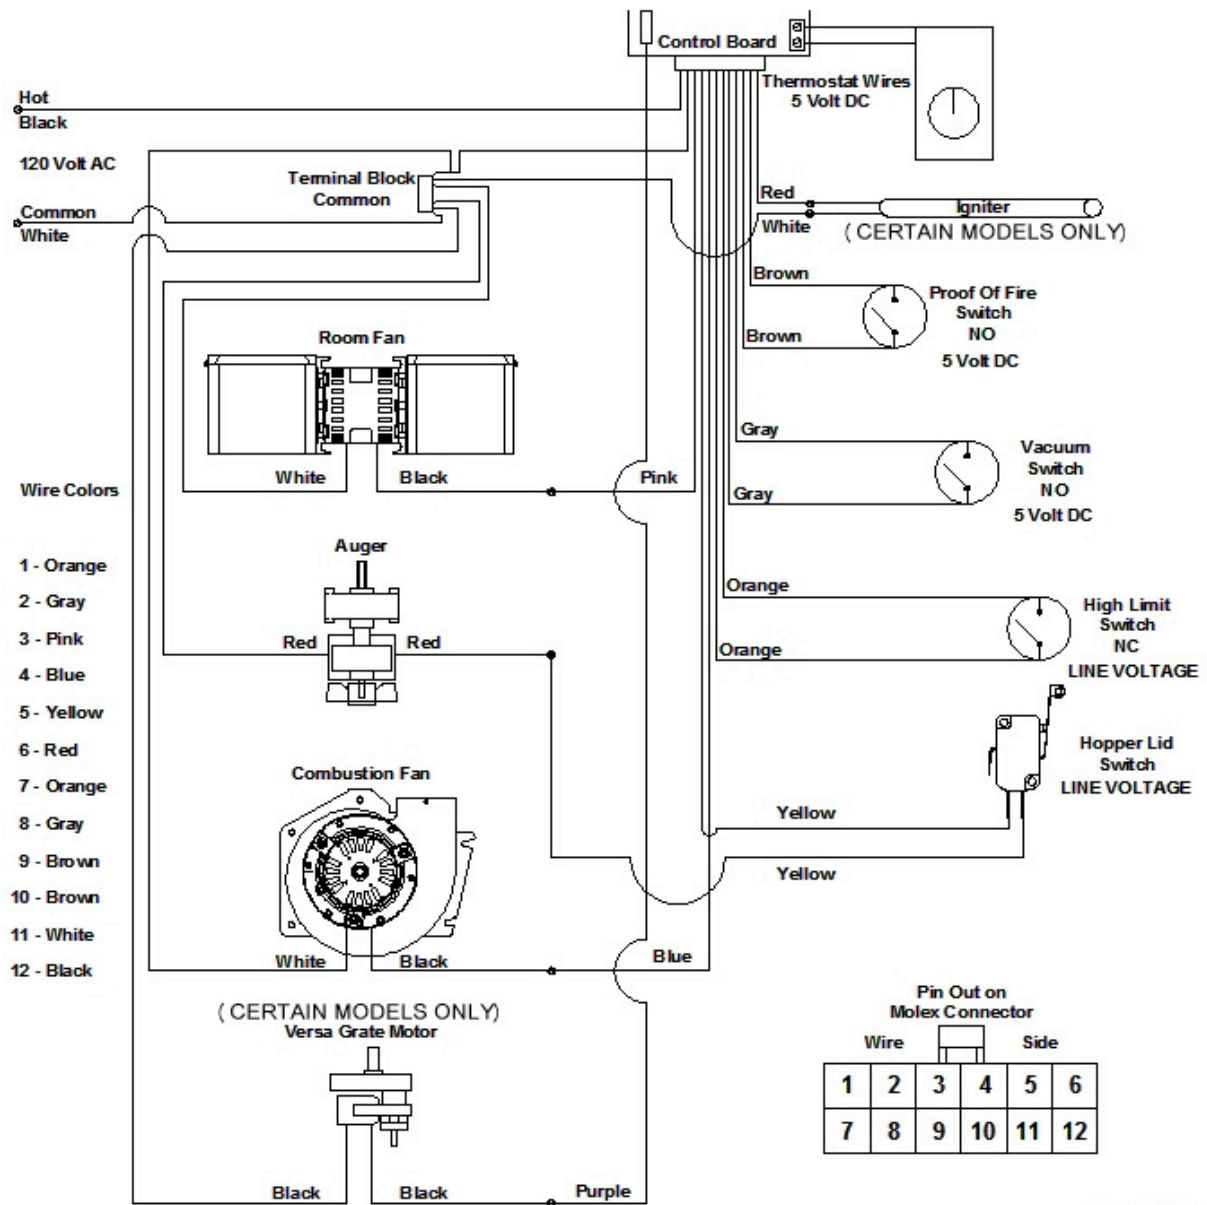 Control Board
Thermostat Wires
5 Volt DC
Hot
Black
120 Volt AC
Terminal Block
Common
Common
White
Red
White
Igniter
( CERTAIN MODELS ONLY)
Brown
Brown
Proof Of Fire
Switch
NO
5 Volt DC
Room Fan
White
Black
Pink
Gray
Gray
Vacuum
Switch
NO
5 Volt DC
Wire Colors
1 - Orange
2 - Gray
3 - Pink
4 - Blue
5 - Yellow
6 - Red
7 - Orange
8 - Gray
9 - Brown
10 - Brown
11 - White
12 - Black
Auger
Red
Red
Orange
Orange
High Limit
Switch
NC
LINE VOLTAGE
Hopper Lid
Switch
LINE VOLTAGE
Yellow
Yellow
Combustion Fan
White
Black
Blue
( CERTAIN MODELS ONLY)
Versa Grate Motor
Black
Black
Purple
Pin Out on
Molex Connector
Wire Side
1 2 3 4 5 6
7 8 9 10 11 12